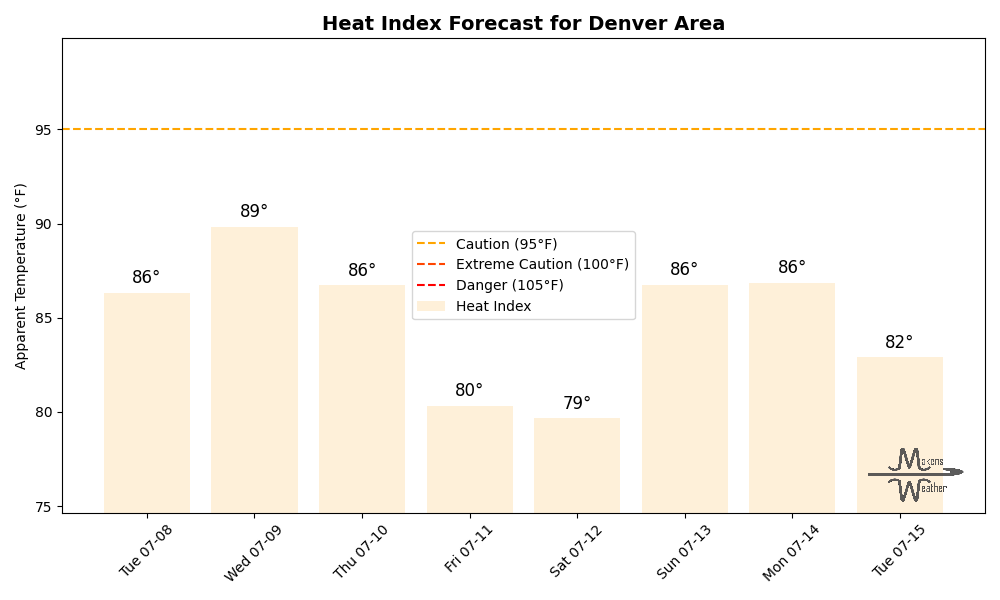 Heat Index Forecast for Denver Area
Apparent Temperature (°F)
95
90
85
80
75
86°
89°
86°
80°
79°
86°
86°
82°
Caution (95°F)
Extreme Caution (100°F)
Danger (105°F)
Heat Index
Tue 07-08
Wed 07-09
Thu 07-10
Fri 07-11
Sat 07-12
Sun 07-13
Mon 07-14
Tue 07-15
Makens
Weather